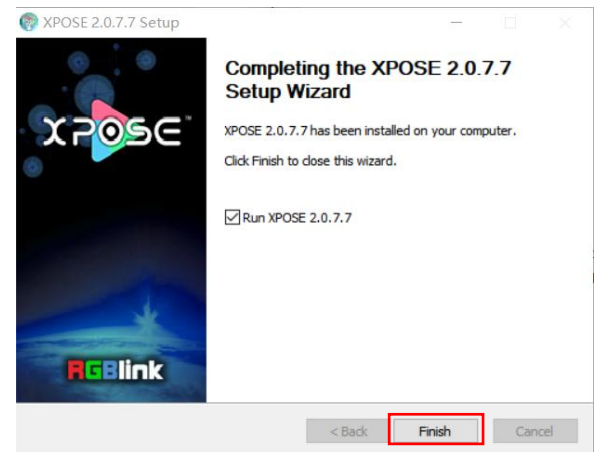 XPOSE 2.0.7.7 Setup
XPOSE™
RGBlink
Completing the XPOSE 2.0.7.7
Setup Wizard
XPOSE 2.0.7.7 has been installed on your computer.
Click Finish to close this wizard.
Run XPOSE 2.0.7.7
< Back
Finish
Cancel